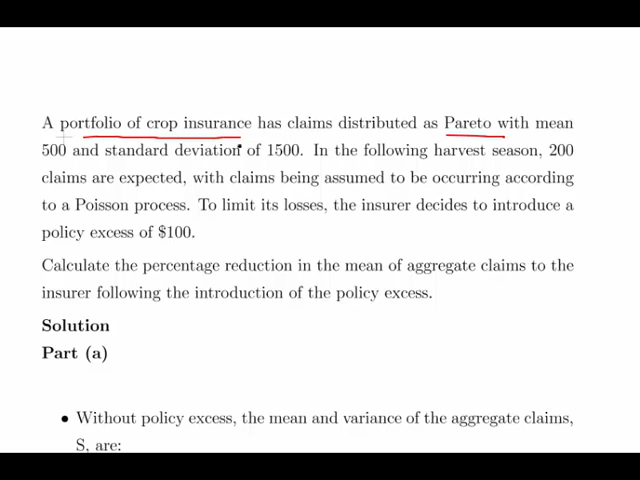 A portfolio of crop insurance has claims distributed as Pareto with mean
500 and standard deviation of 1500. In the following harvest season, 200
claims are expected, with claims being assumed to be occurring according
to a Poisson process. To limit its losses, the insurer decides to introduce a
policy excess of $100.
Calculate the percentage reduction in the mean of aggregate claims to the
insurer following the introduction of the policy excess.
Solution
Part (a)
• Without policy excess, the mean and variance of the aggregate claims,
S, are: